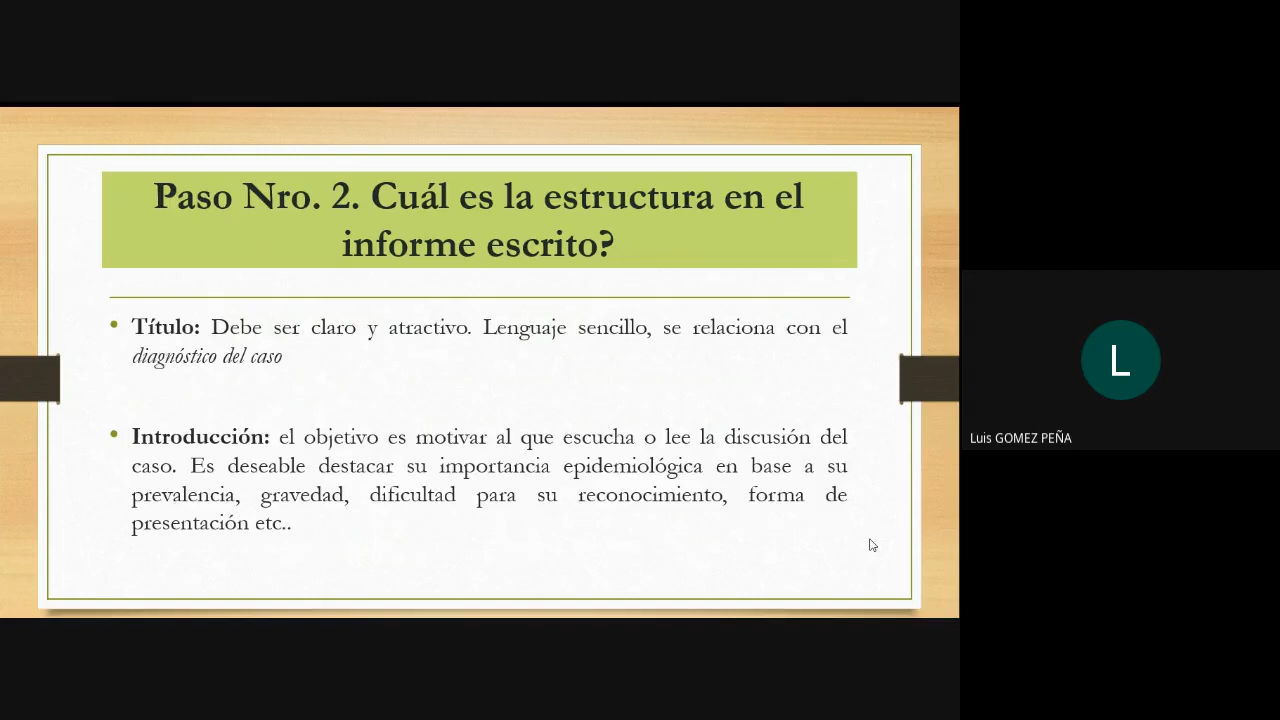 Paso Nro. 2. Cuál es la estructura en el
informe escrito?
• Título: Debe ser claro y atractivo. Lenguaje sencillo, se relaciona con el
diagnóstico del caso
• Introducción: el objetivo es motivar al que escucha o lee la discusión del
caso. Es deseable destacar su importancia epidemiológica en base a su
prevalencia, gravedad, dificultad para su reconocimiento, forma de
presentación etc..
L
Luis GOMEZ PEÑA